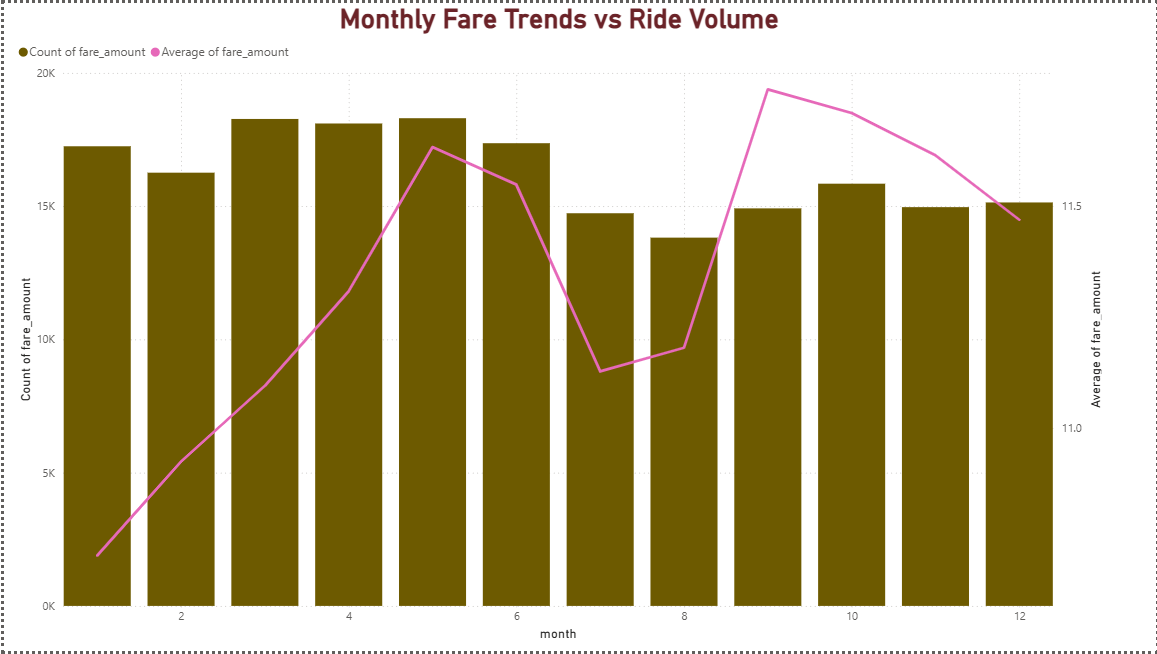 Monthly Fare Trends vs Ride Volume
Count of fare_amount Average of fare_amount
20K
15K
10K
5K
0K
Count of fare_amount
11.5
11.0
Average of fare_amount
2 4 6 8 10 12
month